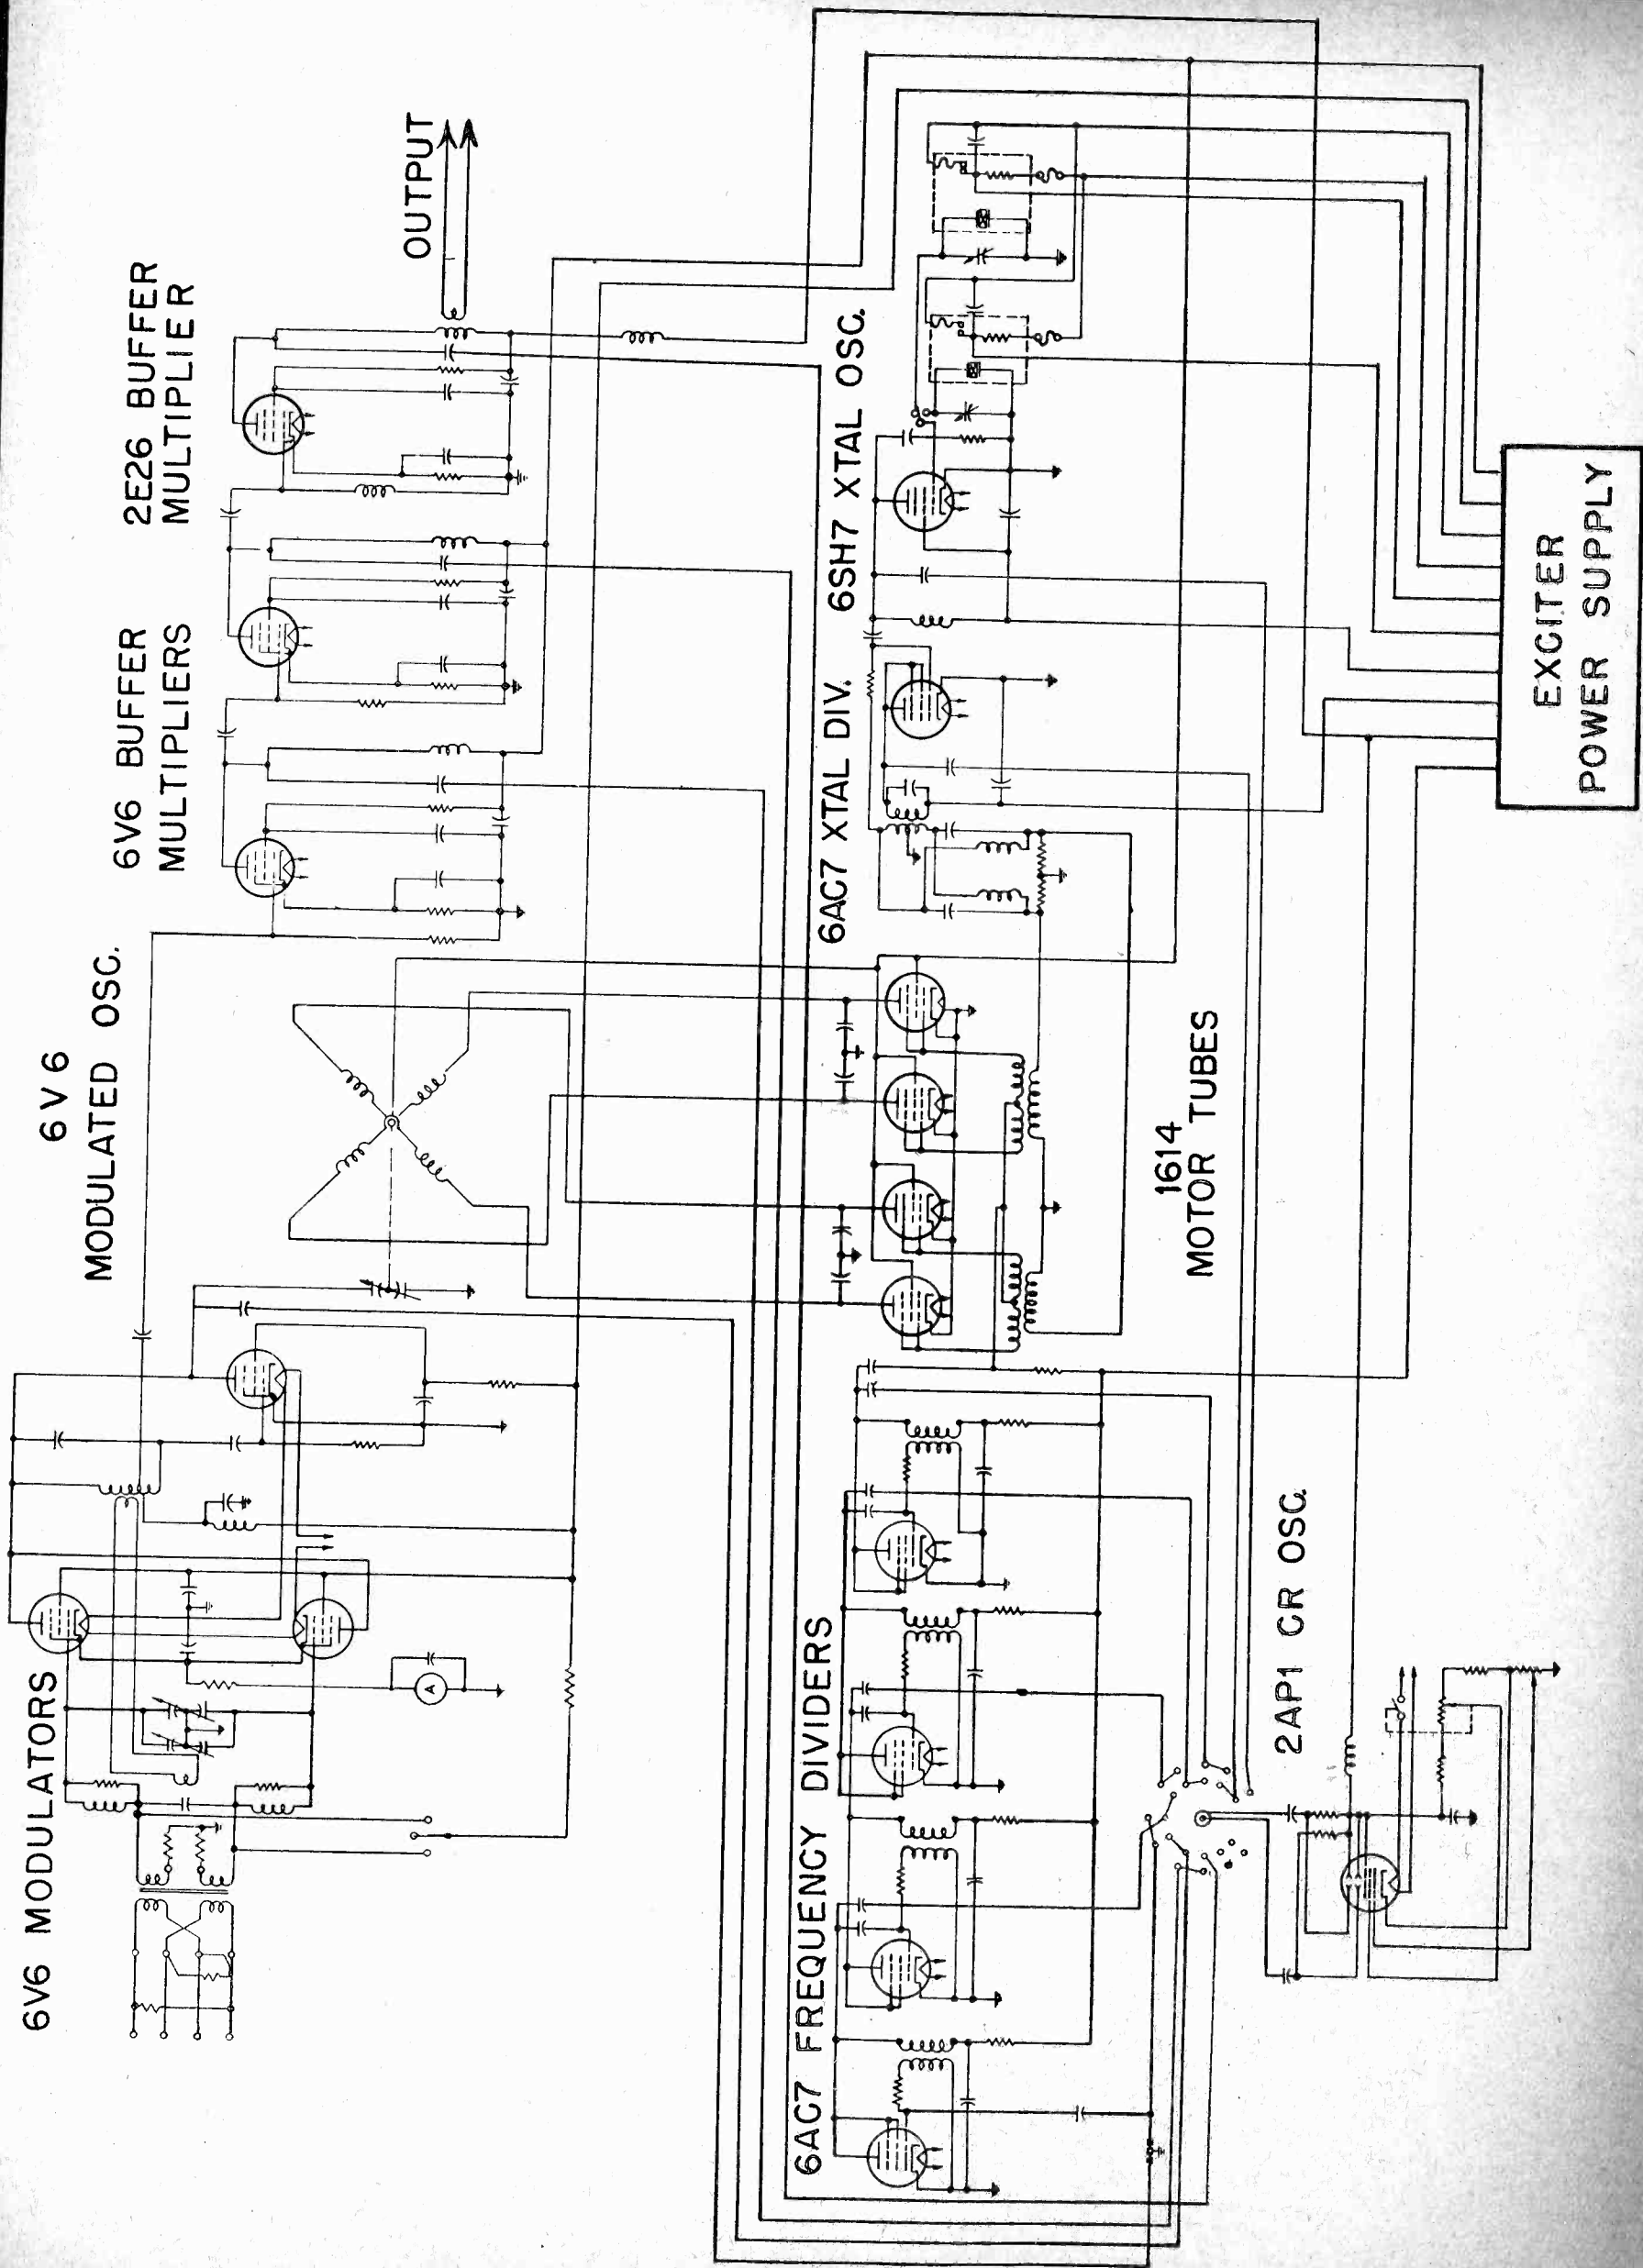 6V6 MODULATORS
6V6
MODULATED OSC.
6V6 BUFFER
MULTIPLIERS
2E26 BUFFER
MULTIPLIER
OUTPUT
A
6AC7 FREQUENCY DIVIDERS
6AC7 XTAL DIV.
6SH7 XTAL OSC.
1614
MOTOR TUBES
2AP1 CR OSC.
EXCITER
POWER SUPPLY